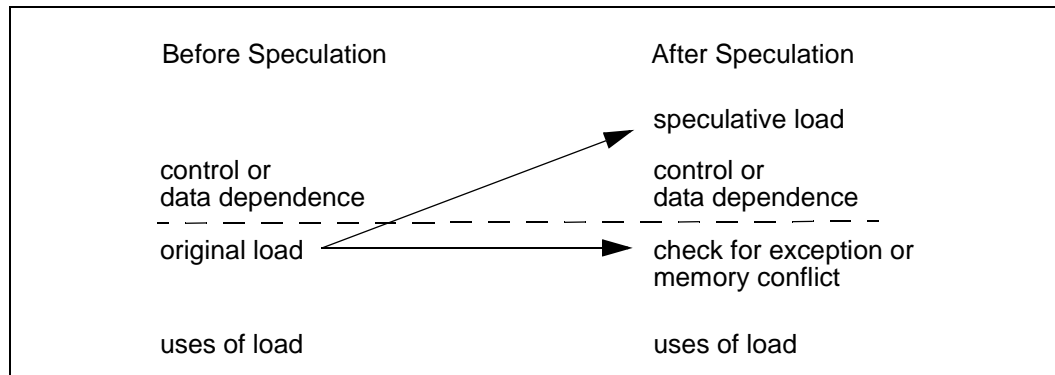 Before Speculation
After Speculation
speculative load
control or
data dependence
control or
data dependence
original load
check for exception or
memory conflict
uses of load
uses of load